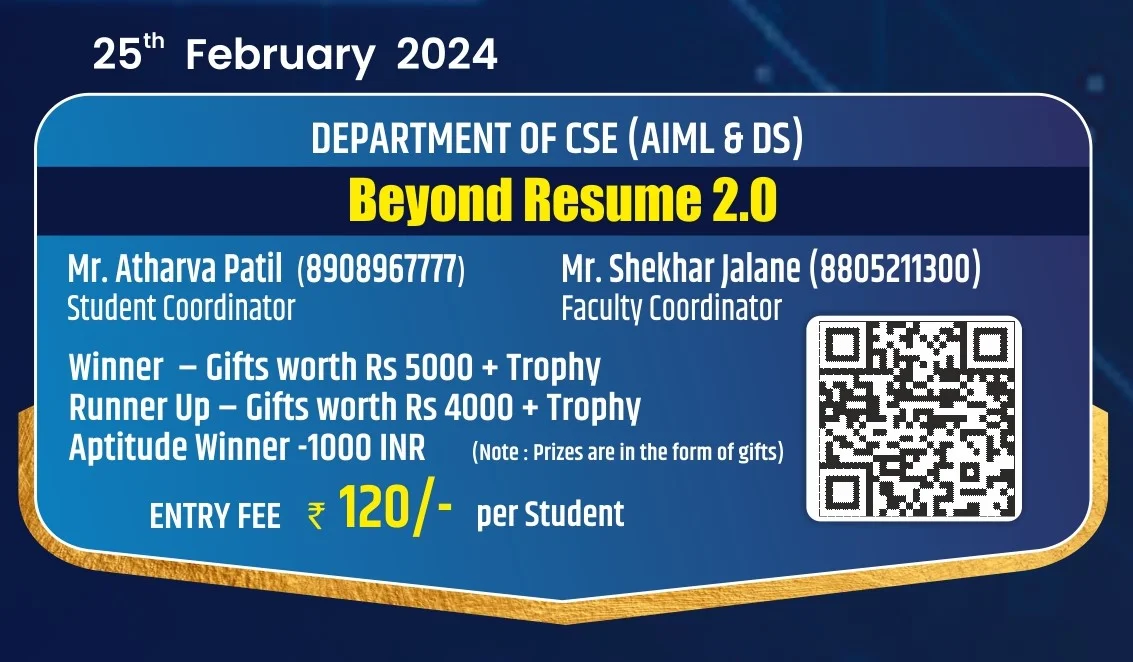 25th February 2024
DEPARTMENT OF CSE (AIML & DS)
Beyond Resume 2.0
Mr. Atharva Patil (8908967777) Mr. Shekhar Jalane (8805211300)
Student Coordinator Faculty Coordinator
Winner – Gifts worth Rs 5000 + Trophy
Runner Up – Gifts worth Rs 4000 + Trophy
Aptitude Winner -1000 INR (Note : Prizes are in the form of gifts)
ENTRY FEE ₹ 120/- per Student